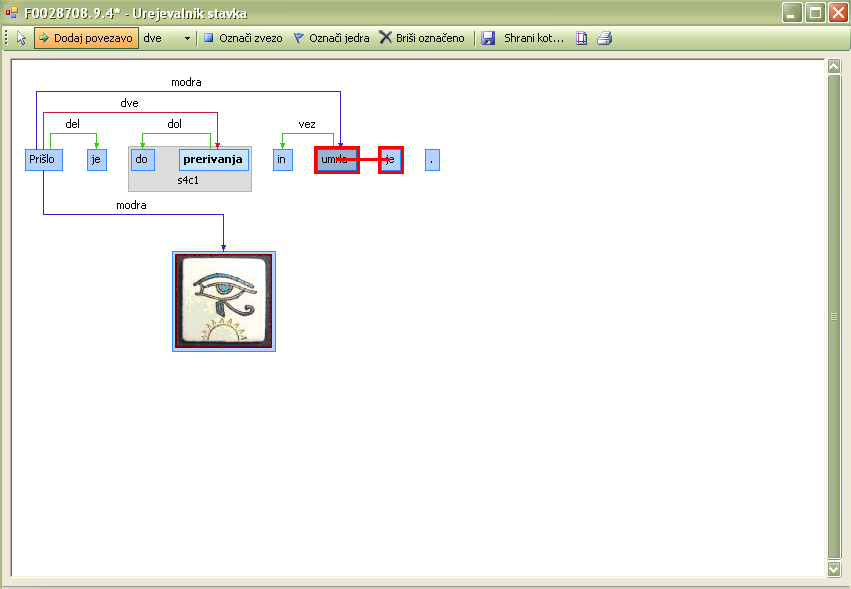 F0028708.9.4* - Urejevalnik stavka
Dodaj povezavo dve Označi zvezo Označi jedra Briši označeno Shrani kot...
modra
dve
del dol vez
Prišlo je do prerivanja in umrla je .
s4c1
modra